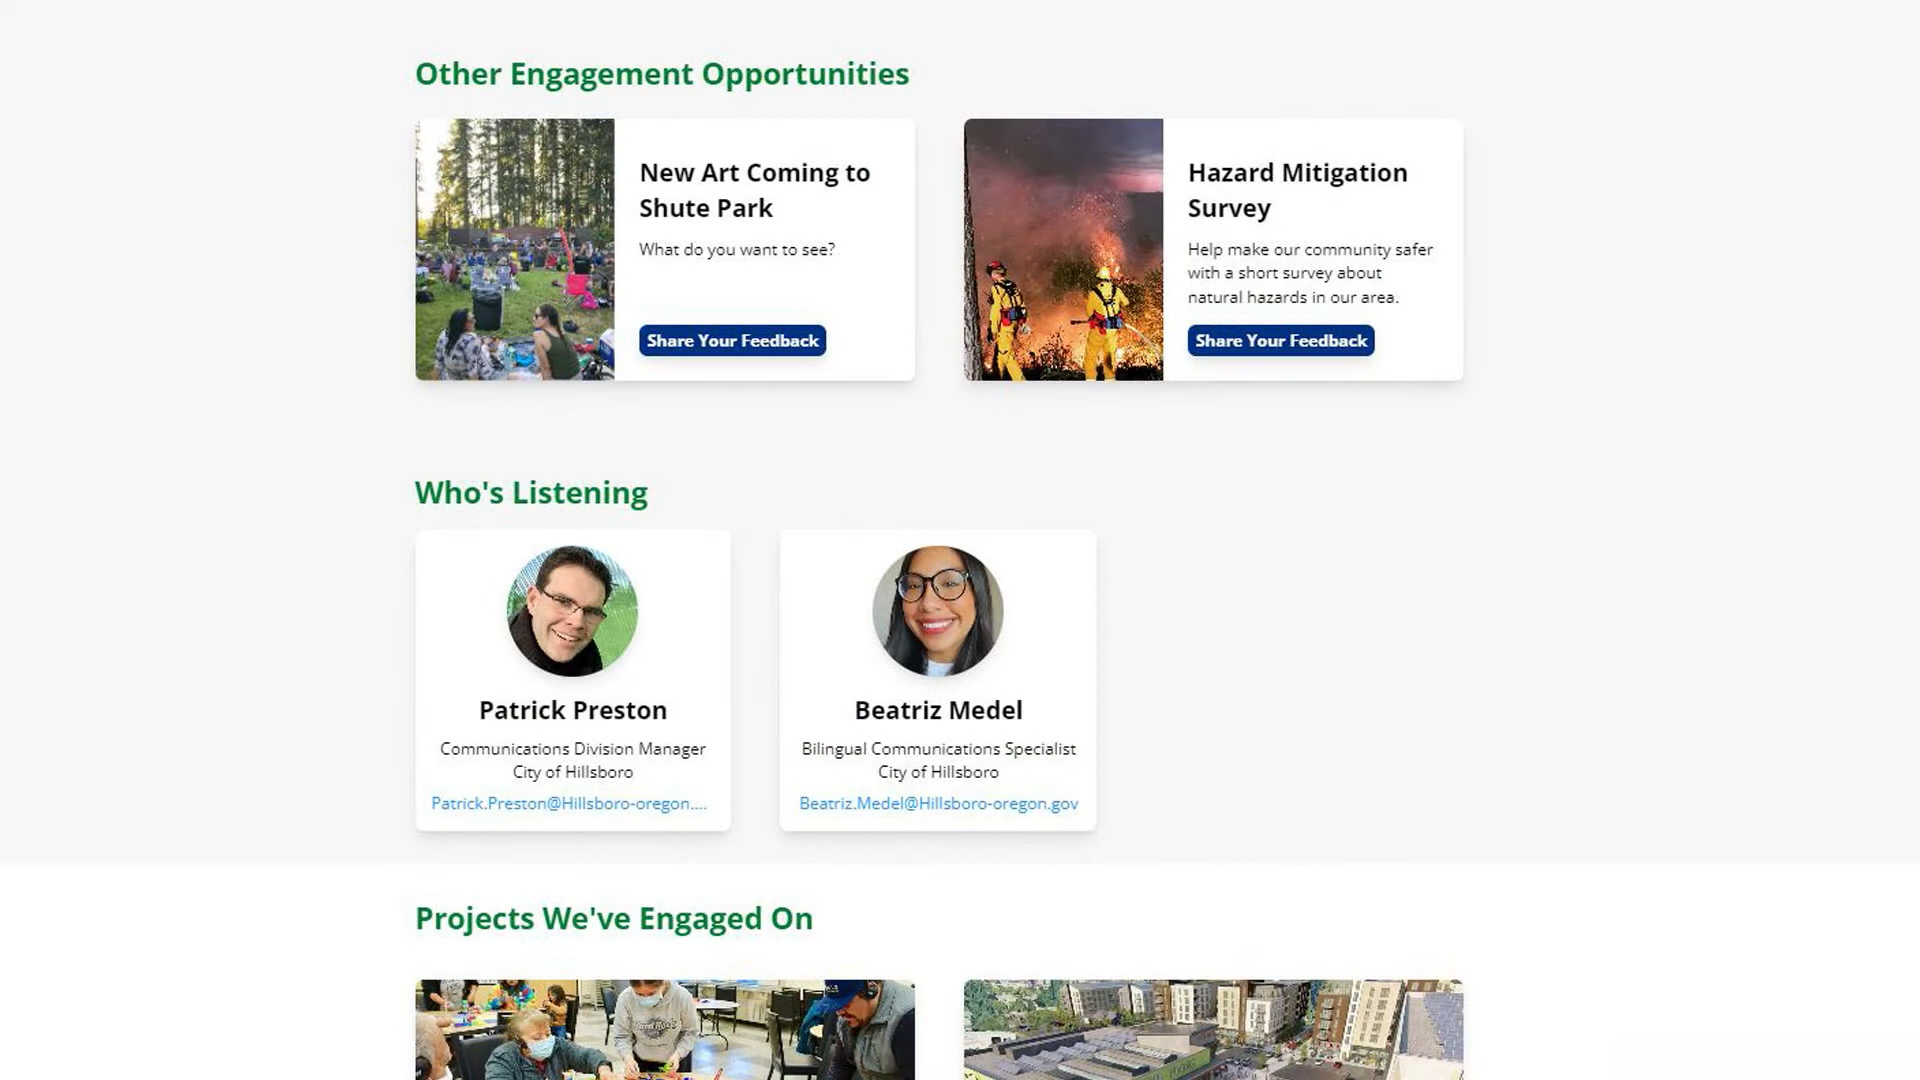 Other Engagement Opportunities
New Art Coming to
Shute Park
What do you want to see?
Share Your Feedback
Hazard Mitigation
Survey
Help make our community safer
with a short survey about
natural hazards in our area.
Share Your Feedback
Who's Listening
Patrick Preston
Communications Division Manager
City of Hillsboro
Patrick.Preston@Hillsboro-oregon....
Beatriz Medel
Bilingual Communications Specialist
City of Hillsboro
Beatriz.Medel@Hillsboro-oregon.gov
Projects We've Engaged On